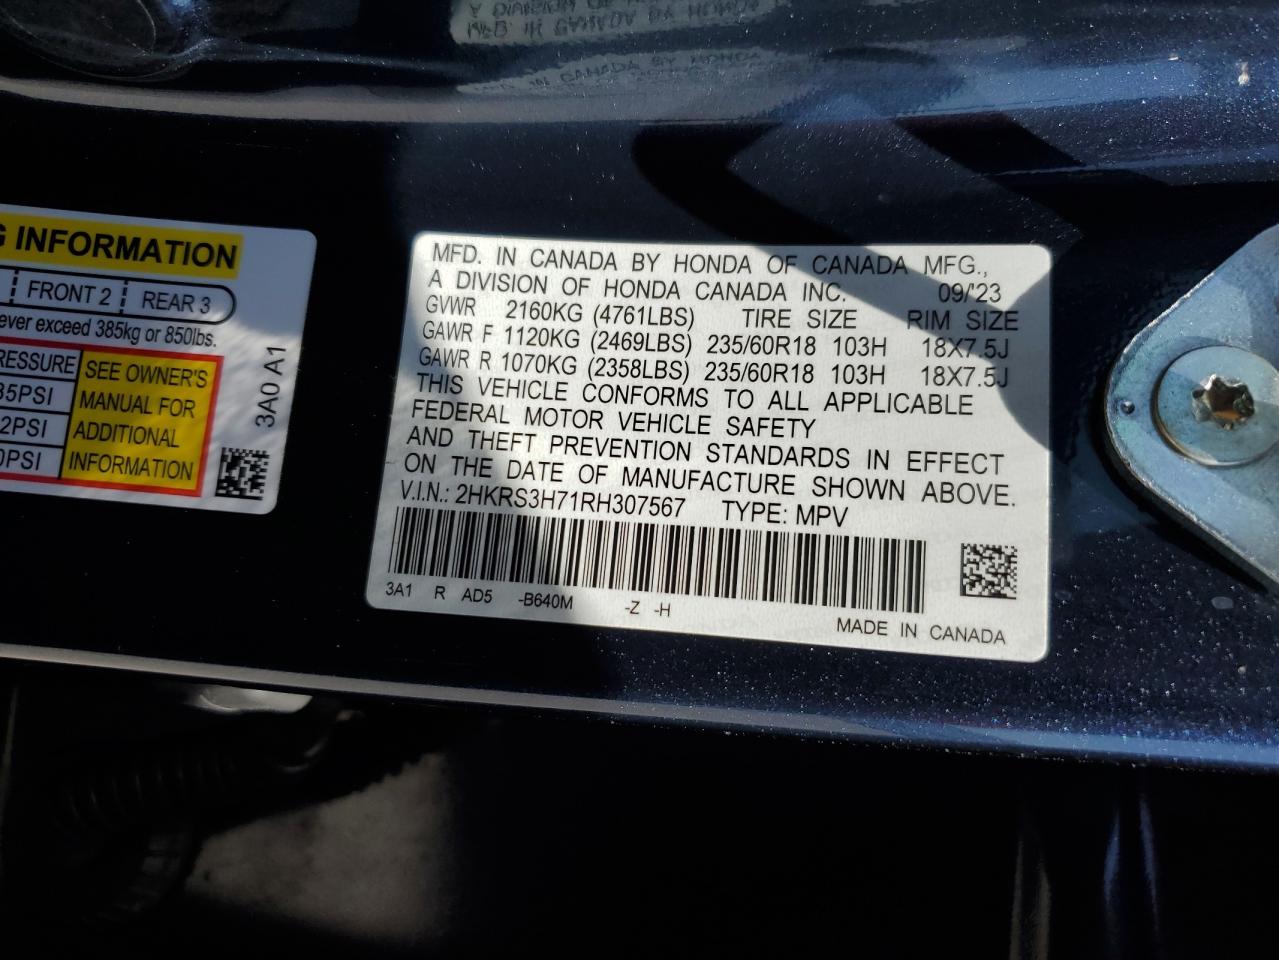 G INFORMATION
FRONT 2 REAR 3
ever exceed 385kg or 850lbs.
RESSURE
35PSI
2PSI
0PSI
SEE OWNER'S
MANUAL FOR
ADDITIONAL
INFORMATION
3A0 A1
MFD. IN CANADA BY HONDA OF CANADA MFG.,
A DIVISION OF HONDA CANADA INC. 09/'23
GVWR 2160KG (4761LBS) TIRE SIZE RIM SIZE
GAWR F 1120KG (2469LBS) 235/60R18 103H 18X7.5J
GAWR R 1070KG (2358LBS) 235/60R18 103H 18X7.5J
THIS VEHICLE CONFORMS TO ALL APPLICABLE
FEDERAL MOTOR VEHICLE SAFETY
AND THEFT PREVENTION STANDARDS IN EFFECT
ON THE DATE OF MANUFACTURE SHOWN ABOVE.
V.I.N.: 2HKRS3H71RH307567 TYPE: MPV
3A1 R AD5 -B640M -Z -H
MADE IN CANADA